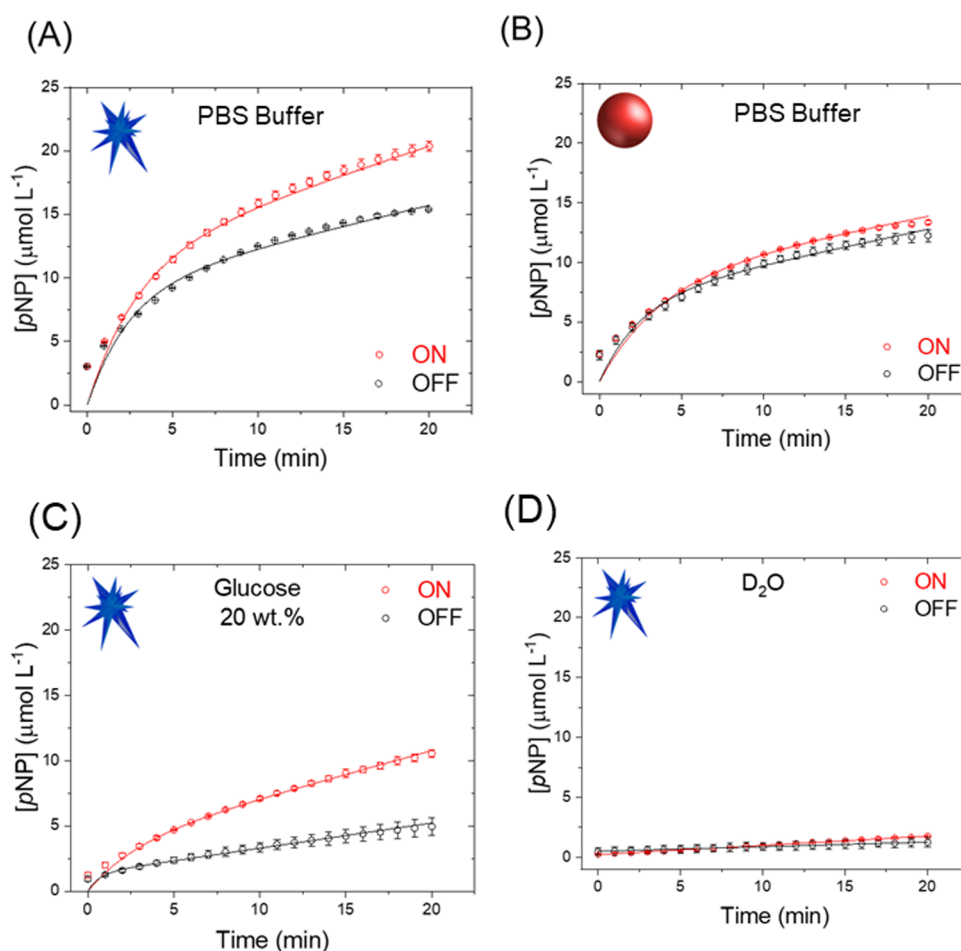 (A)
PBS Buffer
[pNP] (μmol L⁻¹)
25
20
15
10
5
0
ON
OFF
0 5 10 15 20
Time (min)
(B)
PBS Buffer
[pNP] (μmol L⁻¹)
25
20
15
10
5
0
ON
OFF
0 5 10 15 20
Time (min)
(C)
Glucose
20 wt.%
ON
OFF
[pNP] (μmol L⁻¹)
25
20
15
10
5
0
0 5 10 15 20
Time (min)
(D)
D₂O
ON
OFF
[pNP] (μmol L⁻¹)
25
20
15
10
5
0
0 5 10 15 20
Time (min)